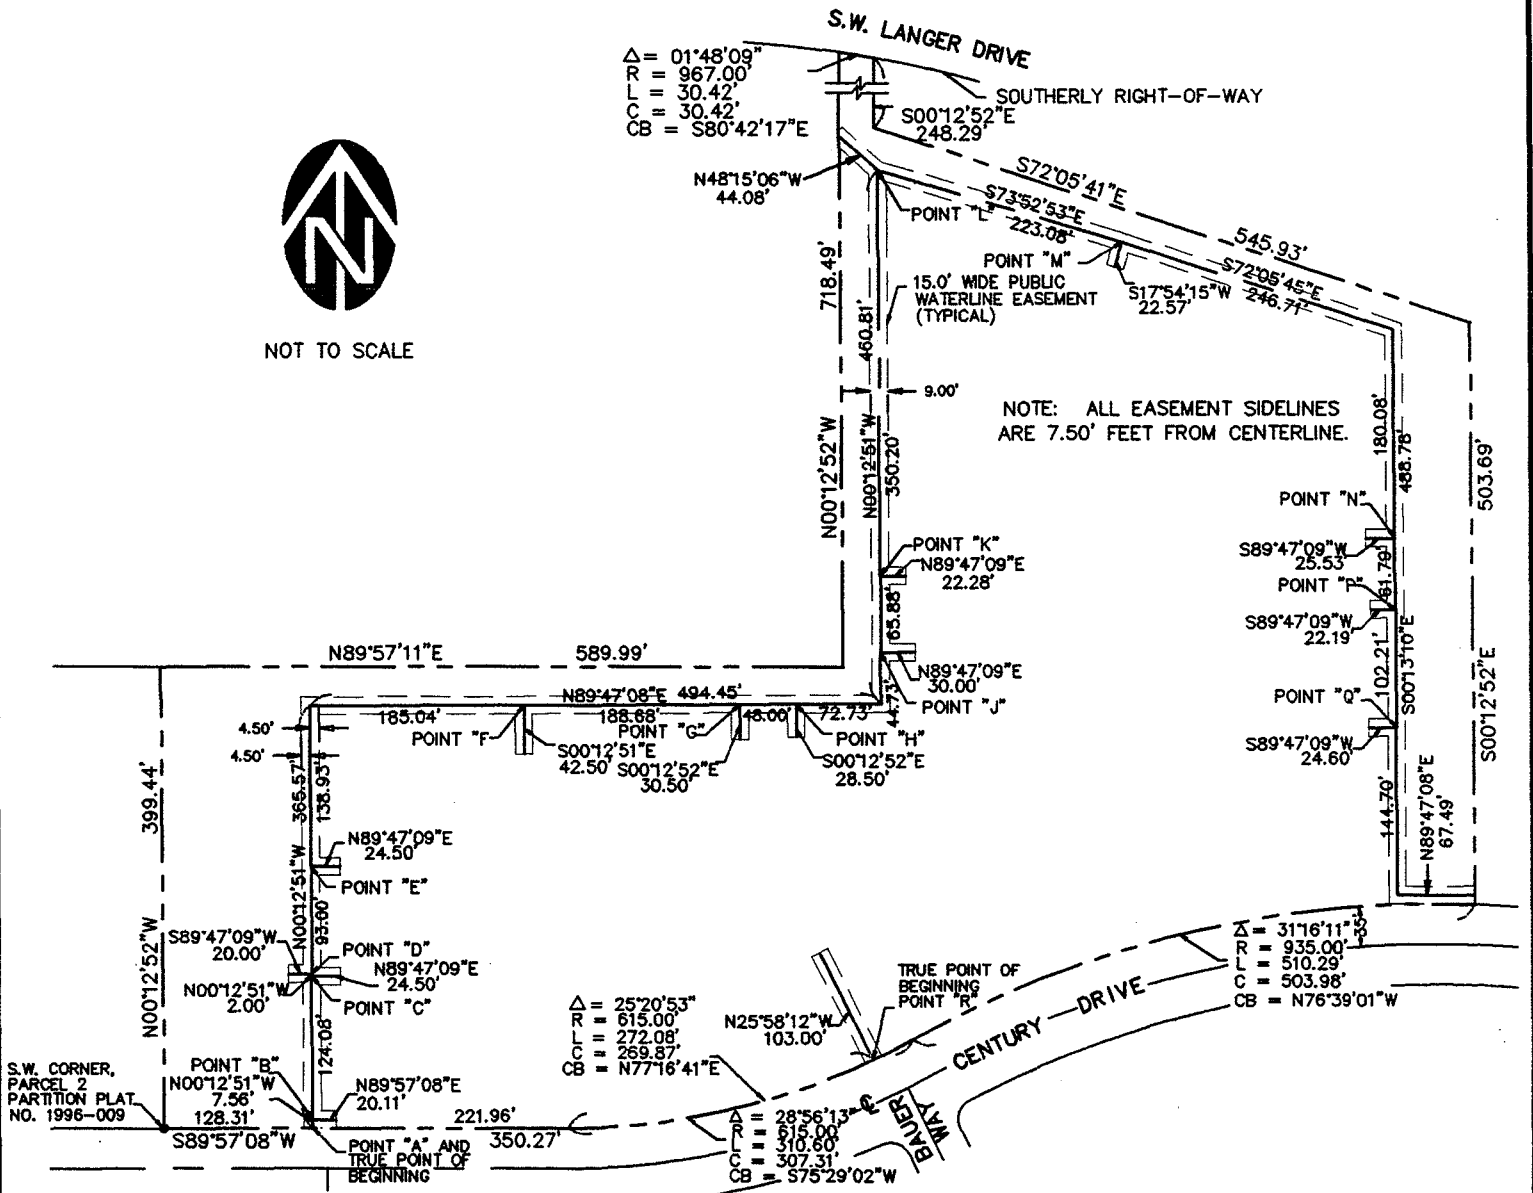 S.W. LANGER DRIVE
Δ= 01°48'09"
R = 967.00'
L = 30.42'
C = 30.42'
CB = S80°42'17"E
SOUTHERLY RIGHT-OF-WAY
S00°12'52"E
248.29'
N48°15'06"W
44.08'
S72°05'41"E
545.93'
POINT "L"
S73°52'53"E
223.08'
POINT "M"
S72°05'45"E
246.71'
S17°54'15"W
22.57'
15.0' WIDE PUBLIC
WATERLINE EASEMENT
(TYPICAL)
N
NOT TO SCALE
718.49'
N00°12'52"W
460.81'
N00°12'51"W
350.20'
9.00'
NOTE: ALL EASEMENT SIDELINES
ARE 7.50' FEET FROM CENTERLINE.
180.08'
488.78'
503.69'
S00°12'52"E
POINT "N"
S89°47'09"W
25.53'
61.79'
POINT "P"
S89°47'09"W
22.19'
S00°13'10"E
102.21'
POINT "Q"
S89°47'09"W
24.60'
144.70'
N89°47'08"E
67.49'
POINT "K"
N89°47'09"E
22.28'
65.88'
N89°47'09"E
30.00'
POINT "J"
44.73'
N89°57'11"E
589.99'
N89°47'08"E 494.45'
185.04'
188.68'
48.00'
72.73'
POINT "F"
S00°12'51"E
42.50'
POINT "G"
S00°12'52"E
30.50'
POINT "H"
S00°12'52"E
28.50'
4.50'
4.50'
399.44'
N00°12'52"W
365.57'
N00°12'51"W
138.93'
N89°47'09"E
24.50'
POINT "E"
93.00'
S89°47'09"W
20.00'
POINT "D"
N89°47'09"E
24.50'
N00°12'51"W
2.00'
POINT "C"
124.08'
S.W. CORNER,
PARCEL 2
PARTITION PLAT
NO. 1996-009
POINT "B"
N00°12'51"W
7.56'
128.31'
S89°57'08"W
N89°57'08"E
20.11'
221.96'
350.27'
POINT "A" AND
TRUE POINT OF
BEGINNING
Δ = 25°20'53"
R = 615.00'
L = 272.08'
C = 269.87'
CB = N77°16'41"E
N25°58'12"W
103.00'
TRUE POINT OF
BEGINNING
POINT "R"
Δ = 28°56'13"
R = 615.00'
L = 310.60'
C = 307.31'
CB = S75°29'02"W
CENTURY DRIVE
BAUER
WAY
Δ = 31°16'11"
R = 935.00'
L = 510.29'
C = 503.98'
CB = N76°39'01"W